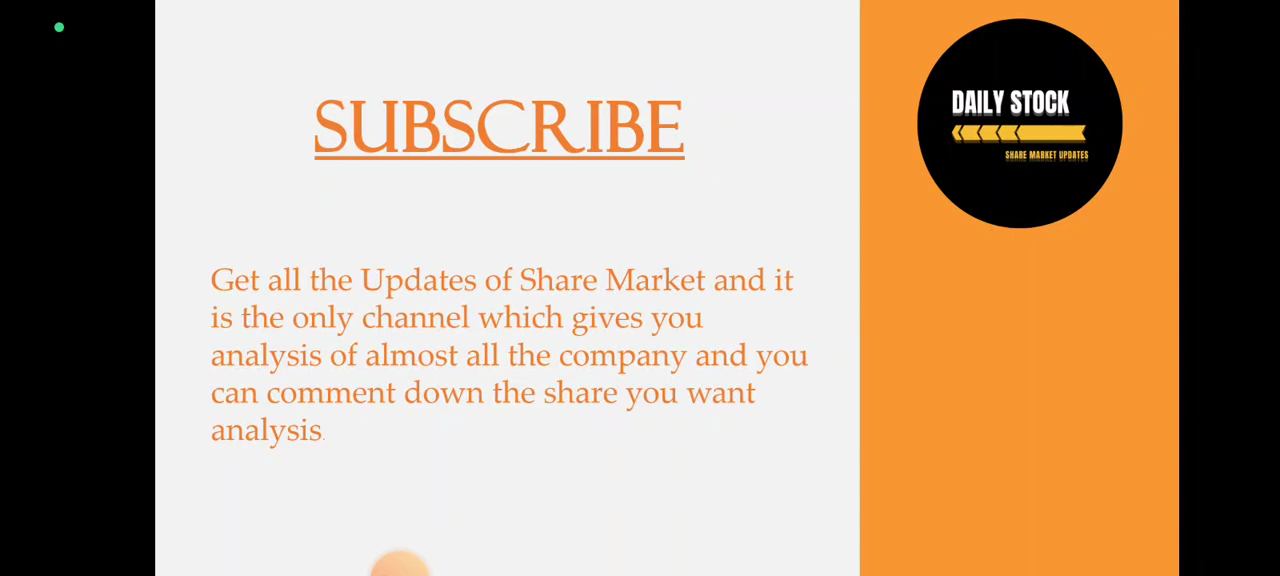 SUBSCRIBE
Get all the Updates of Share Market and it
is the only channel which gives you
analysis of almost all the company and you
can comment down the share you want
analysis.
DAILY STOCK
SHARE MARKET UPDATES